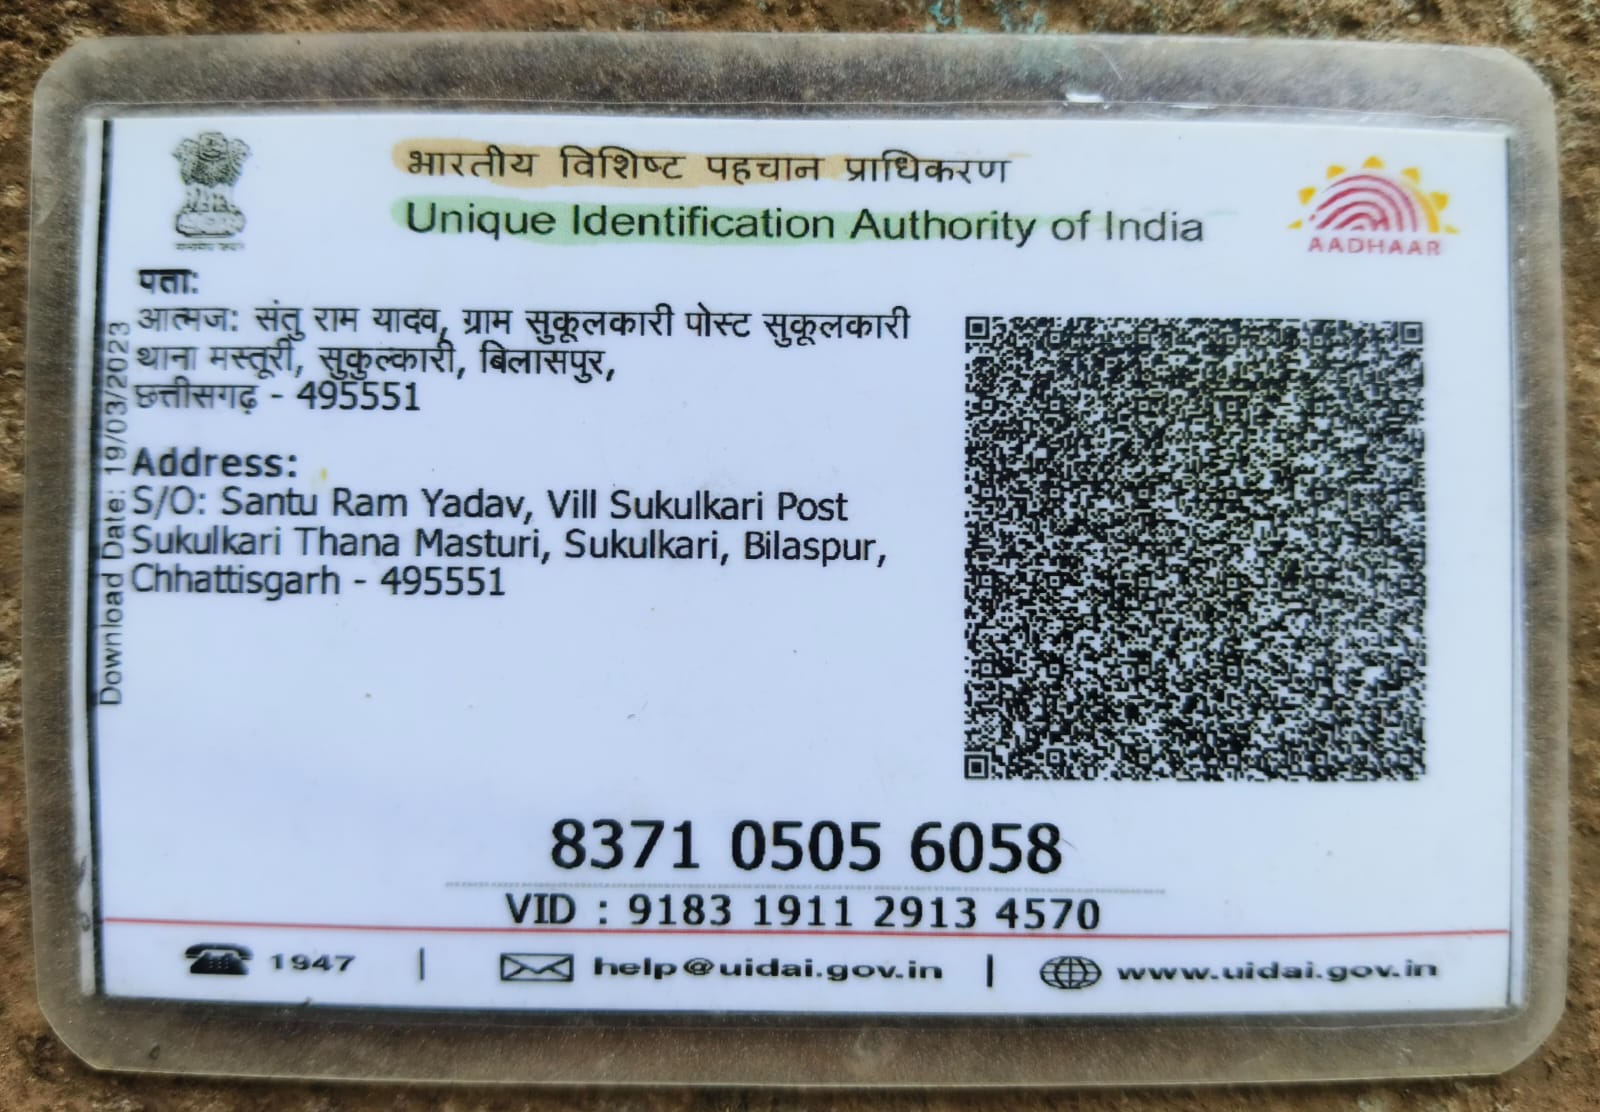 भारतीय विशिष्ट पहचान प्राधिकरण
Unique Identification Authority of India
AADHAAR
पता:
आत्मज: संतु राम यादव, ग्राम सुकूलकारी पोस्ट सुकूलकारी
थाना मस्तूरी, सुकुल्कारी, बिलासपुर,
छत्तीसगढ़ - 495551
Address:
S/O: Santu Ram Yadav, Vill Sukulkari Post
Sukulkari Thana Masturi, Sukulkari, Bilaspur,
Chhattisgarh - 495551
Download Date: 19/03/2023
8371 0505 6058
VID : 9183 1911 2913 4570
1947 | help@uidai.gov.in | www.uidai.gov.in